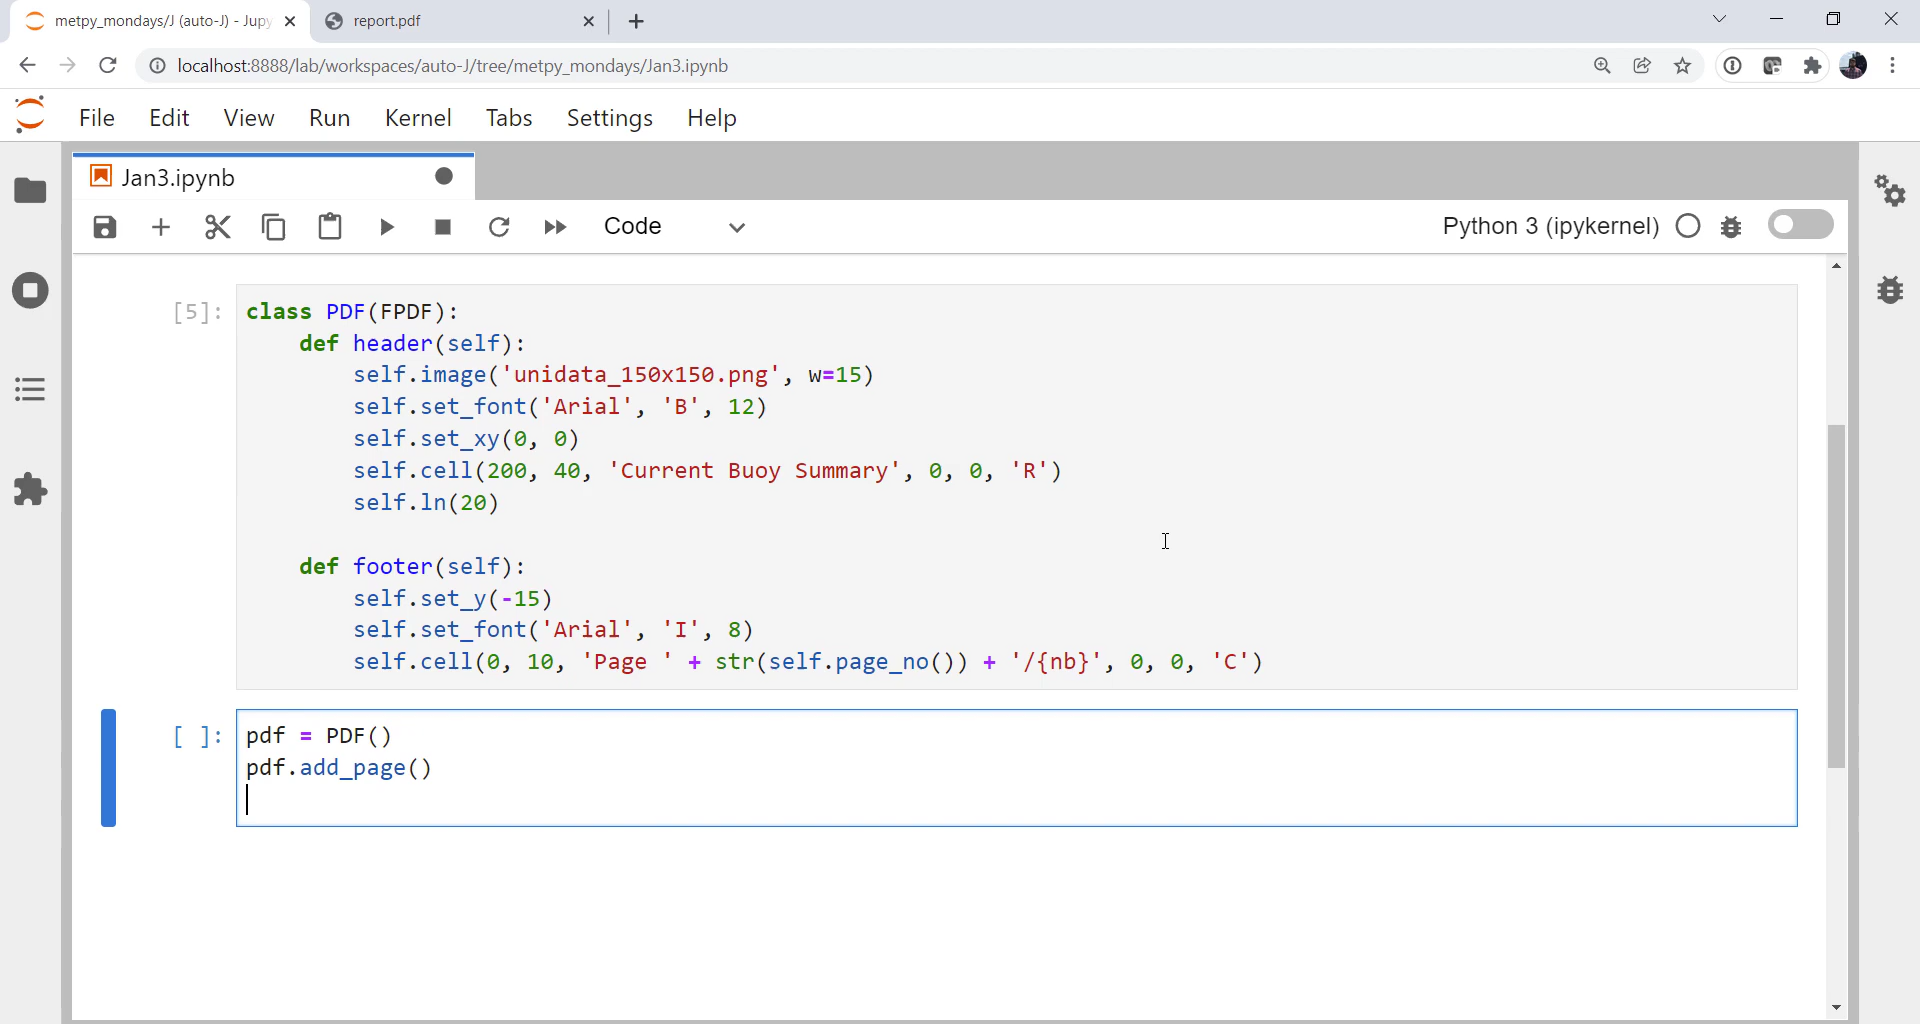 metpy_mondays/J (auto-J) - Jupy
report.pdf
localhost:8888/lab/workspaces/auto-J/tree/metpy_mondays/Jan3.ipynb
File Edit View Run Kernel Tabs Settings Help
Jan3.ipynb
Code
Python 3 (ipykernel)
[5]:
class PDF(FPDF):
    def header(self):
        self.image('unidata_150x150.png', w=15)
        self.set_font('Arial', 'B', 12)
        self.set_xy(0, 0)
        self.cell(200, 40, 'Current Buoy Summary', 0, 0, 'R')
        self.ln(20)
    def footer(self):
        self.set_y(-15)
        self.set_font('Arial', 'I', 8)
        self.cell(0, 10, 'Page ' + str(self.page_no()) + '/{nb}', 0, 0, 'C')
[ ]:
pdf = PDF()
pdf.add_page()